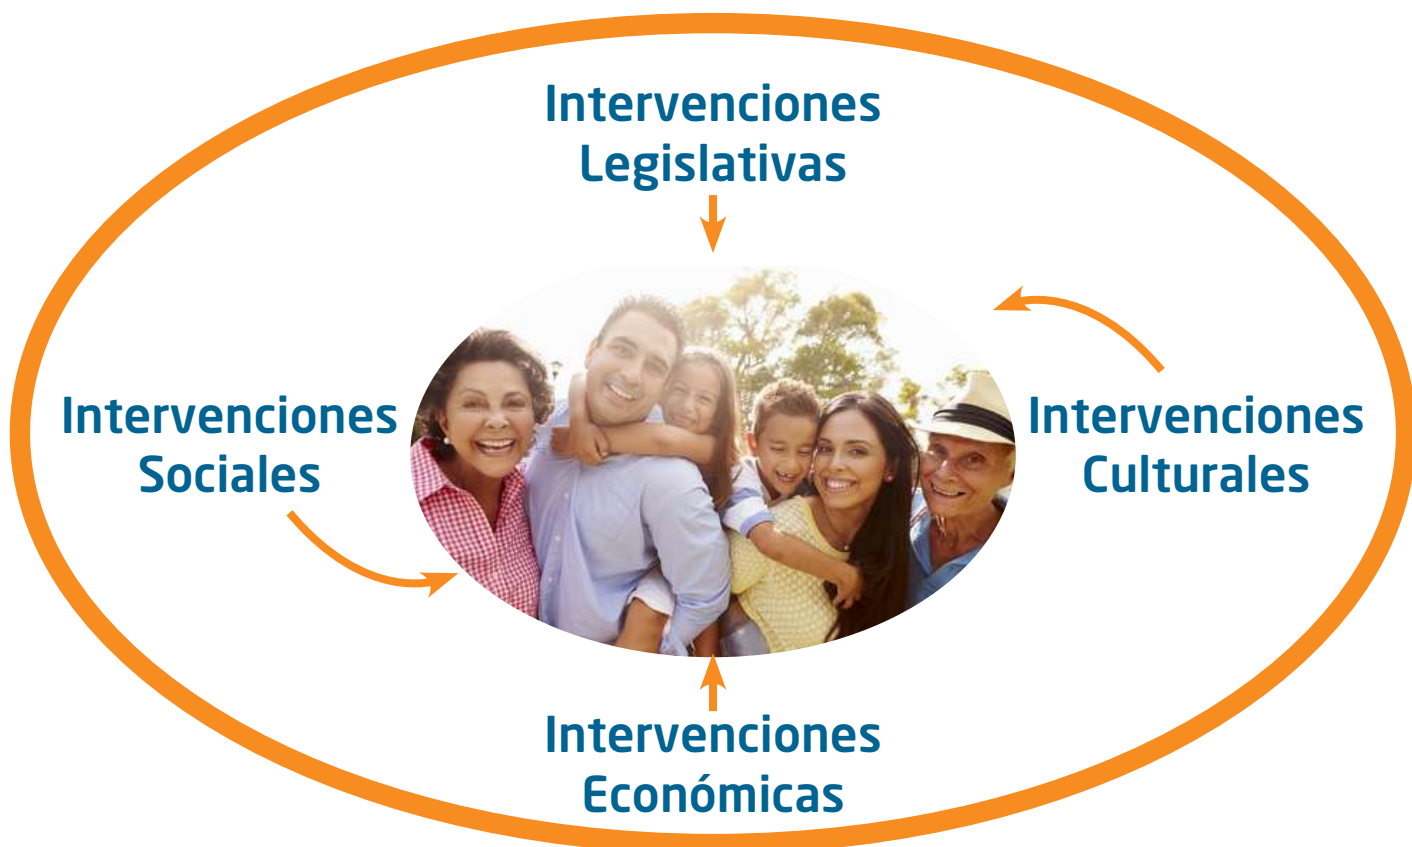 Intervenciones
Legislativas
Intervenciones
Sociales
Intervenciones
Culturales
Intervenciones
Económicas